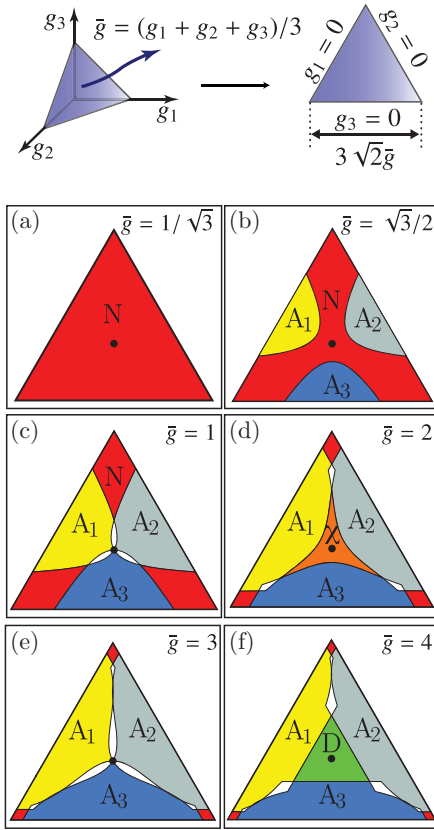 g₃ ḡ = (g₁ + g₂ + g₃)/3
g₁
g₂
g₁ = 0 g₂ = 0
g₃ = 0
3√2ḡ
(a) ḡ = 1/√3
N
(b) ḡ = √3/2
N
A₁ A₂
A₃
(c) ḡ = 1
N
A₁ A₂
A₃
(d) ḡ = 2
A₁ A₂
χ
A₃
(e) ḡ = 3
A₁ A₂
A₃
(f) ḡ = 4
A₁ A₂
D
A₃